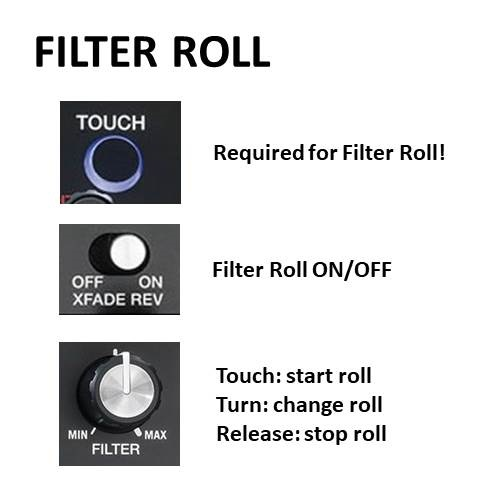 FILTER ROLL
TOUCH
Required for Filter Roll!
OFF ON
XFADE REV
Filter Roll ON/OFF
MIN MAX
FILTER
Touch: start roll
Turn: change roll
Release: stop roll